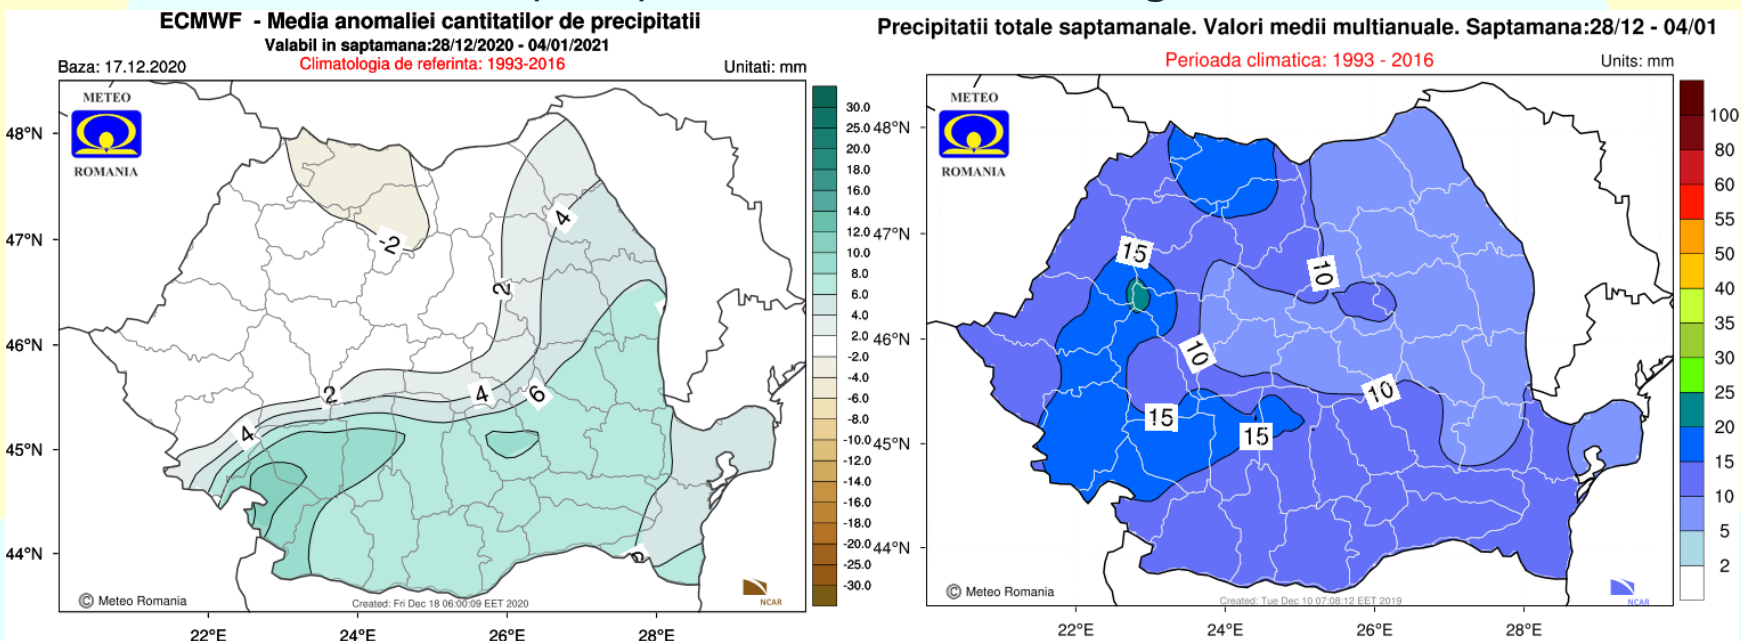 ECMWF - Media anomaliei cantitatilor de precipitatii
Valabil in saptamana:28/12/2020 - 04/01/2021
Baza: 17.12.2020
Climatologia de referinta: 1993-2016
Unitati: mm
METEO
ROMANIA
48°N
47°N
46°N
45°N
44°N
4
-2
2
2
4
6
4
30.0
25.0
20.0
18.0
16.0
14.0
12.0
10.0
8.0
6.0
4.0
2.0
-2.0
-4.0
-6.0
-8.0
-10.0
-12.0
-14.0
-16.0
-18.0
-20.0
-25.0
-30.0
© Meteo Romania
Created: Fri Dec 18 06:00:09 EET 2020
NCAR
22°E
24°E
26°E
28°E
Precipitatii totale saptamanale. Valori medii multianuale. Saptamana:28/12 - 04/01
Perioada climatica: 1993 - 2016
Units: mm
METEO
ROMANIA
48°N
47°N
46°N
45°N
44°N
15
10
10
10
15
15
100
80
60
55
50
40
35
30
25
20
15
10
5
2
© Meteo Romania
Created: Tue Dec 10 07:08:12 EET 2019
NCAR
22°E
24°E
26°E
28°E